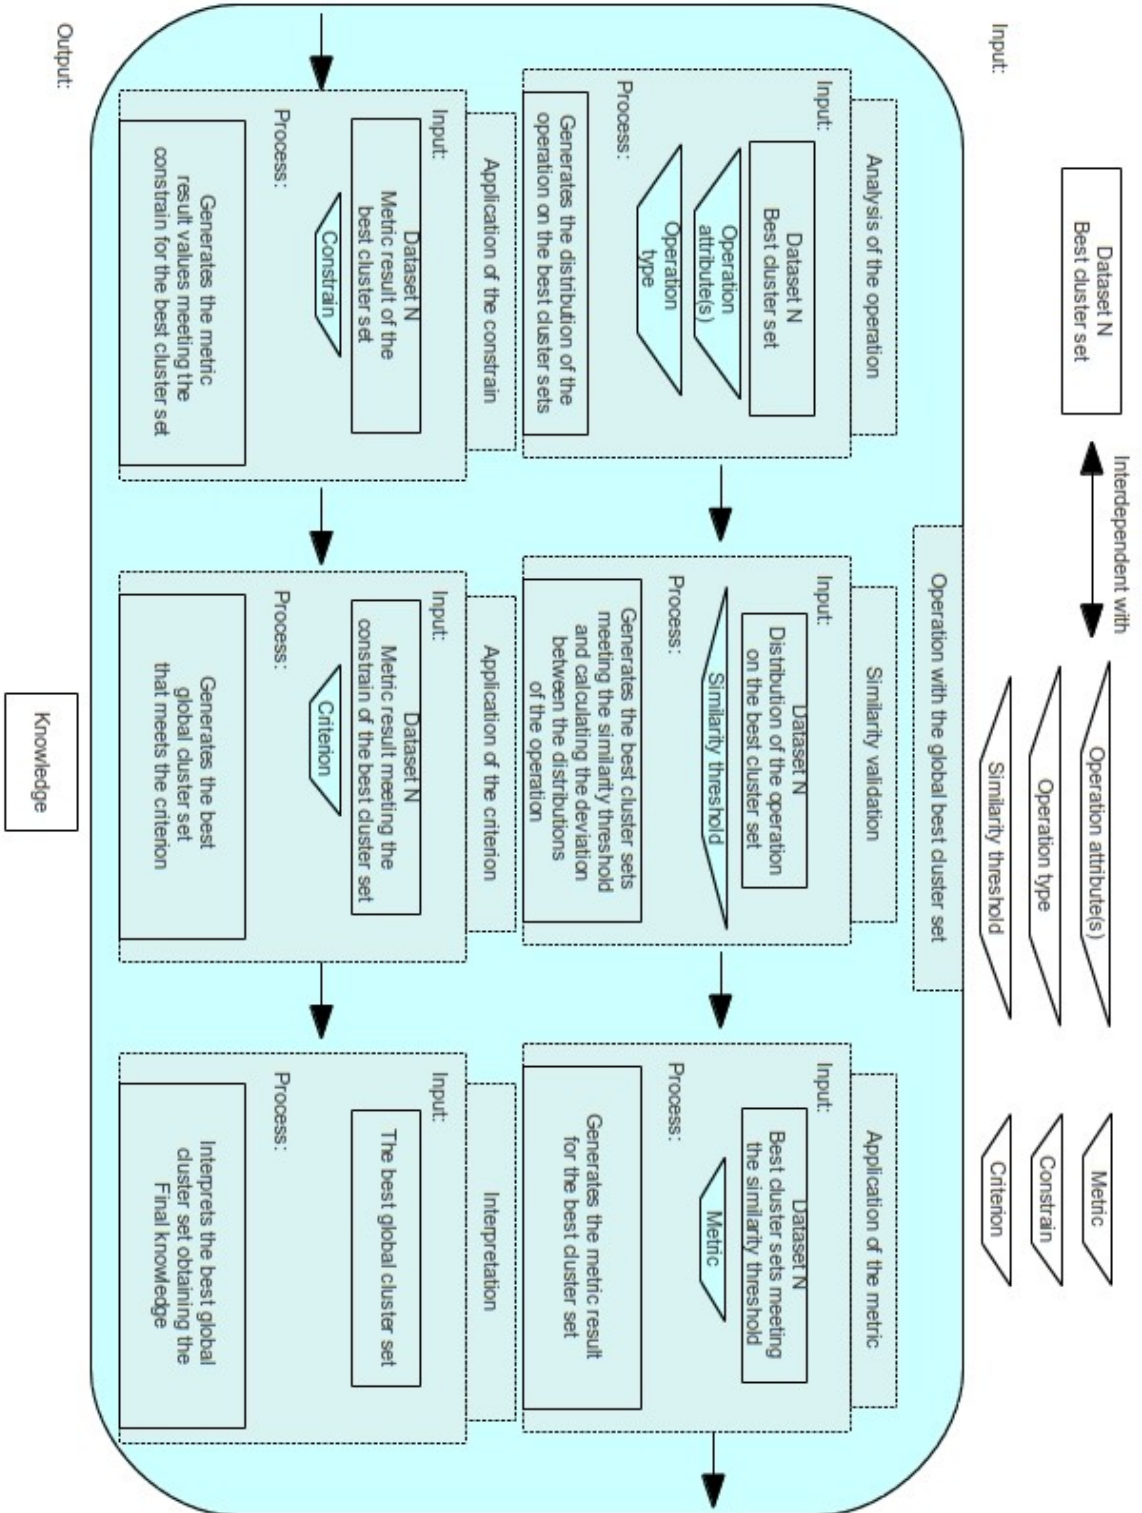 Input:
Dataset N
Best cluster set
Interdependent with
Operation attribute(s)
Operation type
Similarity threshold
Metric
Constrain
Criterion
Operation with the global best cluster set
Analysis of the operation
Input:
Dataset N
Best cluster set
Operation
attribute(s)
Operation
type
Process:
Generates the distribution of the
operation on the best cluster sets
Similarity validation
Input:
Dataset N
Distribution of the operation
on the best cluster set
Similarity threshold
Process:
Generates the best cluster sets
meeting the similarity threshold
and calculating the deviation
between the distributions
of the operation
Application of the metric
Input:
Dataset N
Best cluster sets meeting
the similarity threshold
Metric
Process:
Generates the metric result
for the best cluster set
Application of the constrain
Input:
Dataset N
Metric result of the
best cluster set
Constrain
Process:
Generates the metric
result values meeting the
constrain for the best cluster set
Application of the criterion
Input:
Dataset N
Metric result meeting the
constrain of the best cluster set
Criterion
Process:
Generates the best
global cluster set
that meets the criterion
Interpretation
Input:
The best global cluster set
Process:
Interprets the best global
cluster set obtaining the
Final knowledge
Output:
Knowledge